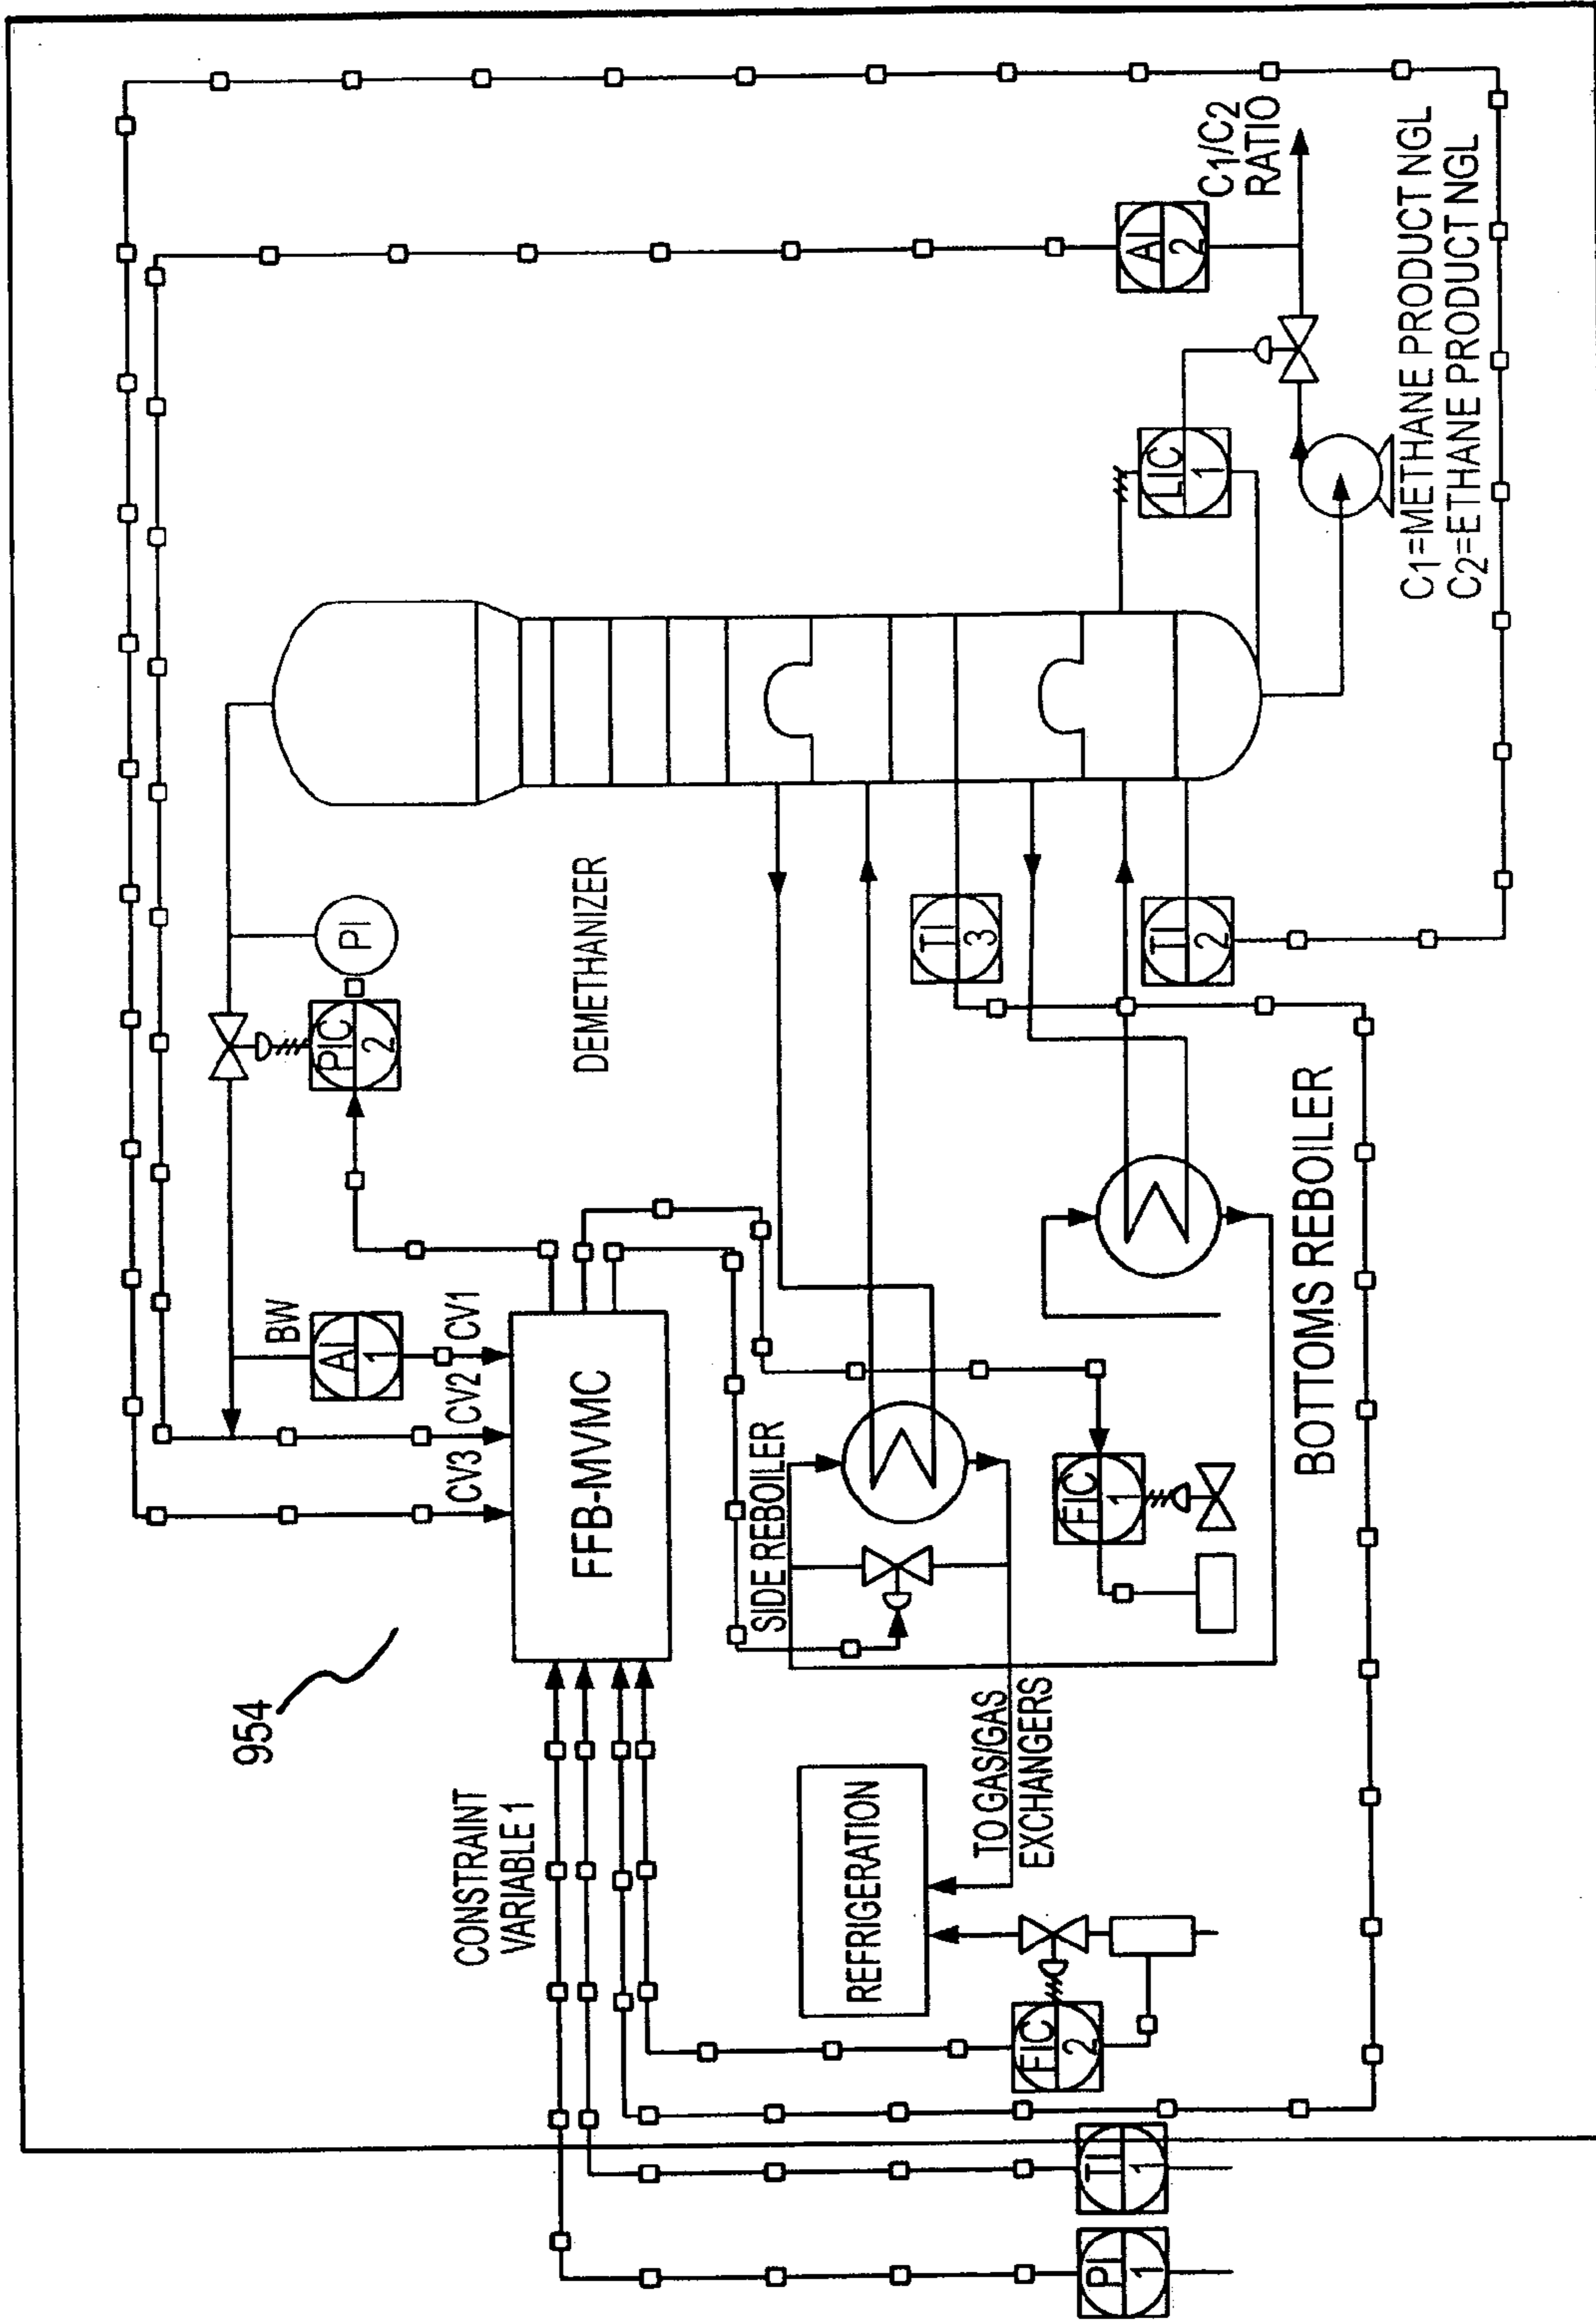 954
CONSTRAINT
VARIABLE 1
CV3
CV2
CV1
BW
AI
1
FFB-MVMC
PIC
2
PI
DEMETHANIZER
SIDE REBOILER
REFRIGERATION
TO GAS/GAS
EXCHANGERS
FIC
2
FIC
1
TI
3
TI
2
BOTTOMS REBOILER
PI
1
TI
1
LIC
1
AI
2
C1/C2
RATIO
C1=METHANE PRODUCT NGL
C2=ETHANE PRODUCT NGL